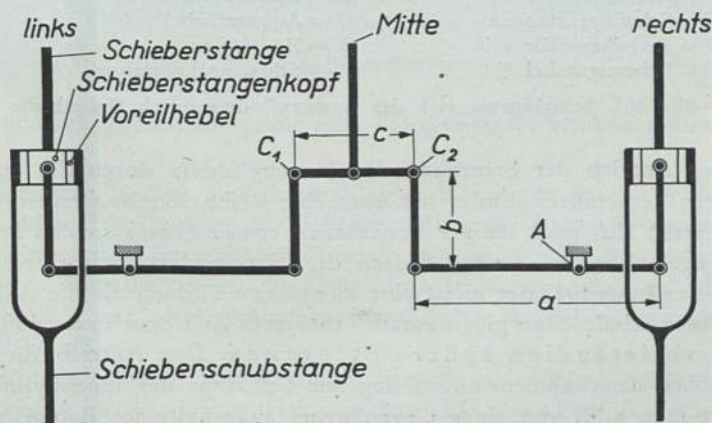 links
Mitte
rechts
Schieberstange
Schieberstangenkopf
Voreilhebel
c
C₁
C₂
b
A
a
Schieberschubstange